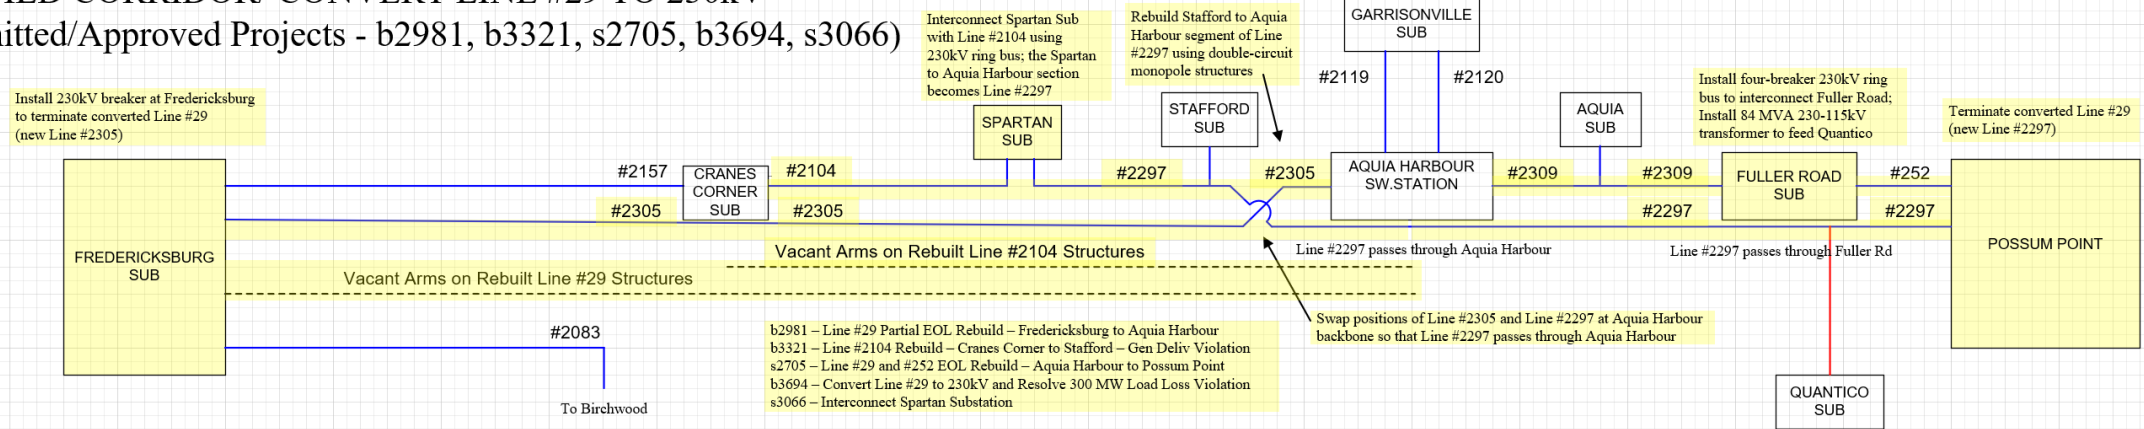 CORRIDOR: CONVERT LINE #29 TO 230kV
Approved Projects - b2981, b3321, s2705, b3694, s3066)
Install 230kV breaker at Fredericksburg
to terminate converted Line #29
(new Line #2305)
Interconnect Spartan Sub
with Line #2104 using
230kV ring bus; the Spartan
to Aquia Harbour section
becomes Line #2297
Rebuild Stafford to Aquia
Harbour segment of Line
#2297 using double-circuit
monopole structures
GARRISONVILLE
SUB
#2119
#2120
Install four-breaker 230kV ring
bus to interconnect Fuller Road;
Install 84 MVA 230-115kV
transformer to feed Quantico
Terminate converted Line #29
(new Line #2297)
SPARTAN
SUB
STAFFORD
SUB
AQUIA
SUB
#2157
CRANES
CORNER
SUB
#2104
#2297
#2305
AQUIA HARBOUR
SW.STATION
#2309
#2309
FULLER ROAD
SUB
#252
#2305
#2305
#2297
#2297
FREDERICKSBURG
SUB
POSSUM POINT
Vacant Arms on Rebuilt Line #2104 Structures
Line #2297 passes through Aquia Harbour
Line #2297 passes through Fuller Rd
Vacant Arms on Rebuilt Line #29 Structures
Swap positions of Line #2305 and Line #2297 at Aquia Harbour
backbone so that Line #2297 passes through Aquia Harbour
#2083
To Birchwood
b2981 – Line #29 Partial EOL Rebuild – Fredericksburg to Aquia Harbour
b3321 – Line #2104 Rebuild – Cranes Corner to Stafford – Gen Deliv Violation
s2705 – Line #29 and #252 EOL Rebuild – Aquia Harbour to Possum Point
b3694 – Convert Line #29 to 230kV and Resolve 300 MW Load Loss Violation
s3066 – Interconnect Spartan Substation
QUANTICO
SUB